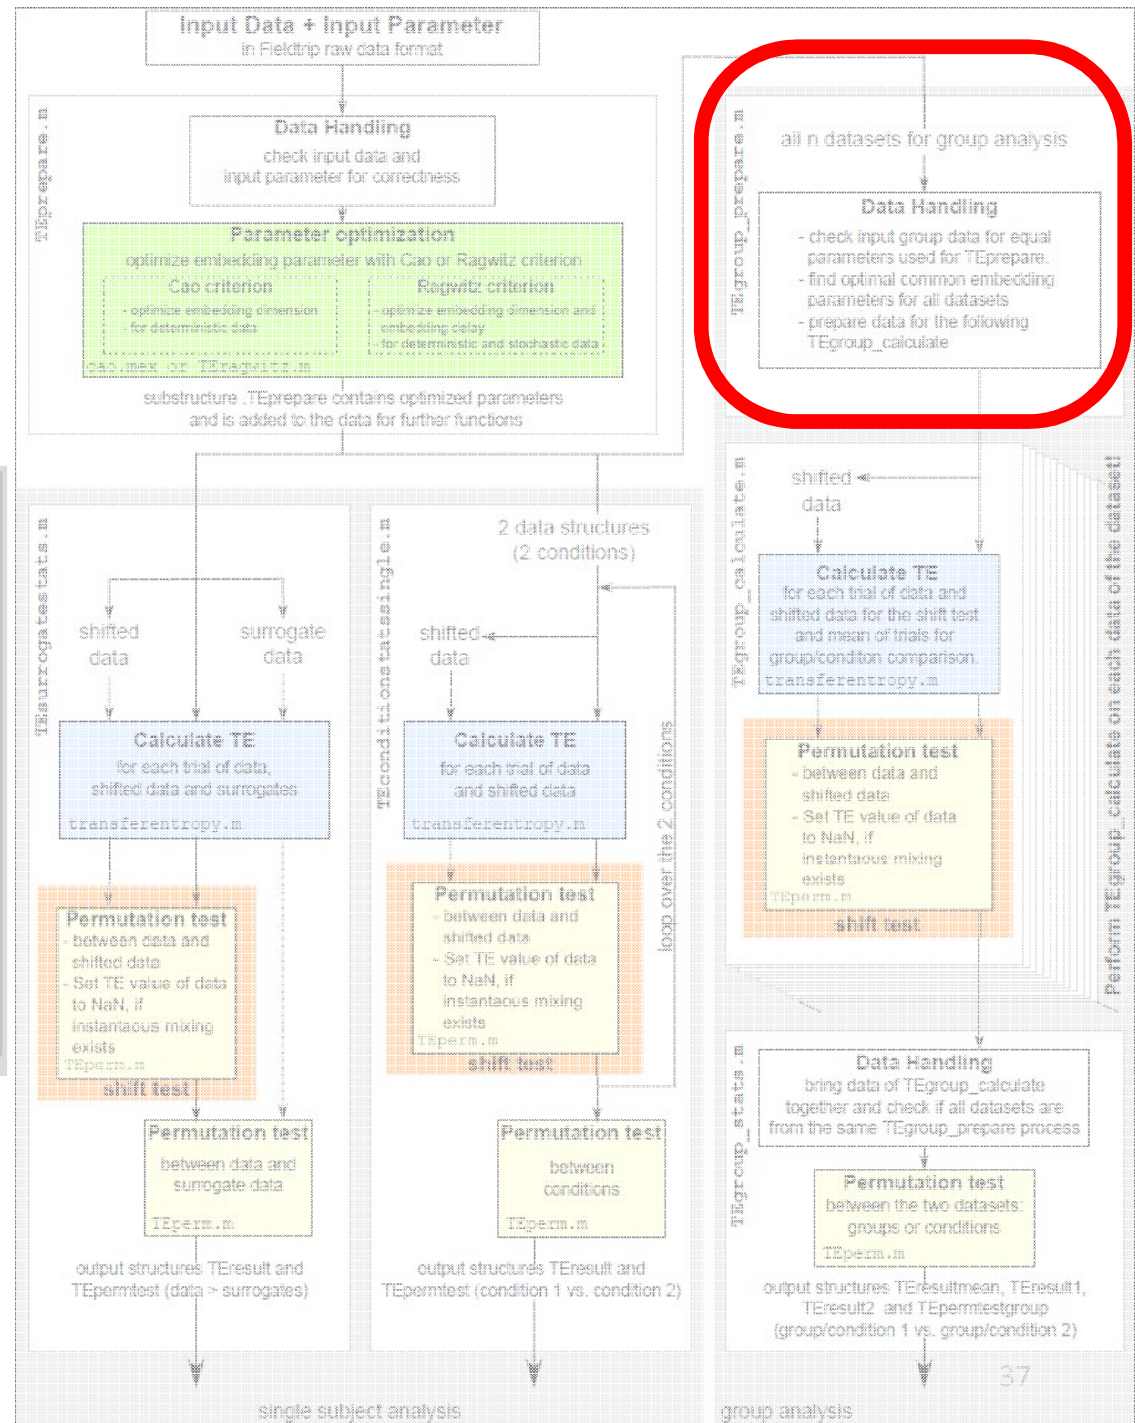 Input Data + Input Parameter
in Fieldtrip raw data format
TEprepare.m
Data Handling
check input data and
input parameter for correctness
Parameter optimization
optimize embedding parameter with Cao or Ragwitz criterion
Cao criterion
- optimize embedding dimension
- for deterministic data
Ragwitz criterion
- optimize embedding dimension and
embedding delay
- for deterministic and stochastic data
cao.mex or TEragwitz.m
substructure .TEprepare contains optimized parameters
and is added to the data for further functions
TEsurrogatestats.m
shifted
data
surrogate
data
Calculate TE
for each trial of data,
shifted data and surrogates
transferentropy.m
Permutation test
- between data and
shifted data
- Set TE value of data
to NaN, if
instantaous mixing
exists
TEperm.m
shift test
Permutation test
between data and
surrogate data
TEperm.m
output structures TEresult and
TEpermtest (data > surrogates)
TEconditionstatssingle.m
2 data structures
(2 conditions)
shifted
data
Calculate TE
for each trial of data
and shifted data
transferentropy.m
loop over the 2 conditions
Permutation test
- between data and
shifted data
- Set TE value of data
to NaN, if
instantaous mixing
exists
TEperm.m
shift test
Permutation test
between
conditions
TEperm.m
output structures TEresult and
TEpermtest (condition 1 vs. condition 2)
single subject analysis
TEgroup_prepare.m
all n datasets for group analysis
Data Handling
- check input group data for equal
parameters used for TEprepare.
- find optimal common embedding
parameters for all datasets
- prepare data for the following
TEgroup_calculate
TEgroup_calculate.m
shifted
data
Calculate TE
for each trial of data and
shifted data for the shift test
and mean of trials for
group/condition comparison.
transferentropy.m
Permutation test
- between data and
shifted data
- Set TE value of data
to NaN, if
instantaous mixing
exists
TEperm.m
shift test
Perform TEgroup_calculate on each data of the dataset!
TEgroup_stats.m
Data Handling
bring data of TEgroup_calculate
together and check if all datasets are
from the same TEgroup_prepare process
Permutation test
between the two datasets:
groups or conditions
TEperm.m
output structures TEresultmean, TEresult1,
TEresult2 and TEpermtestgroup
(group/condition 1 vs. group/condition 2)
37
group analysis